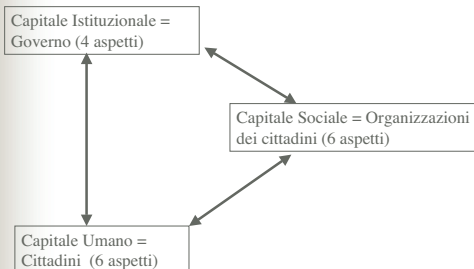 Capitale Istituzionale =
Governo (4 aspetti)
Capitale Sociale = Organizzazioni
dei cittadini (6 aspetti)
Capitale Umano =
Cittadini (6 aspetti)